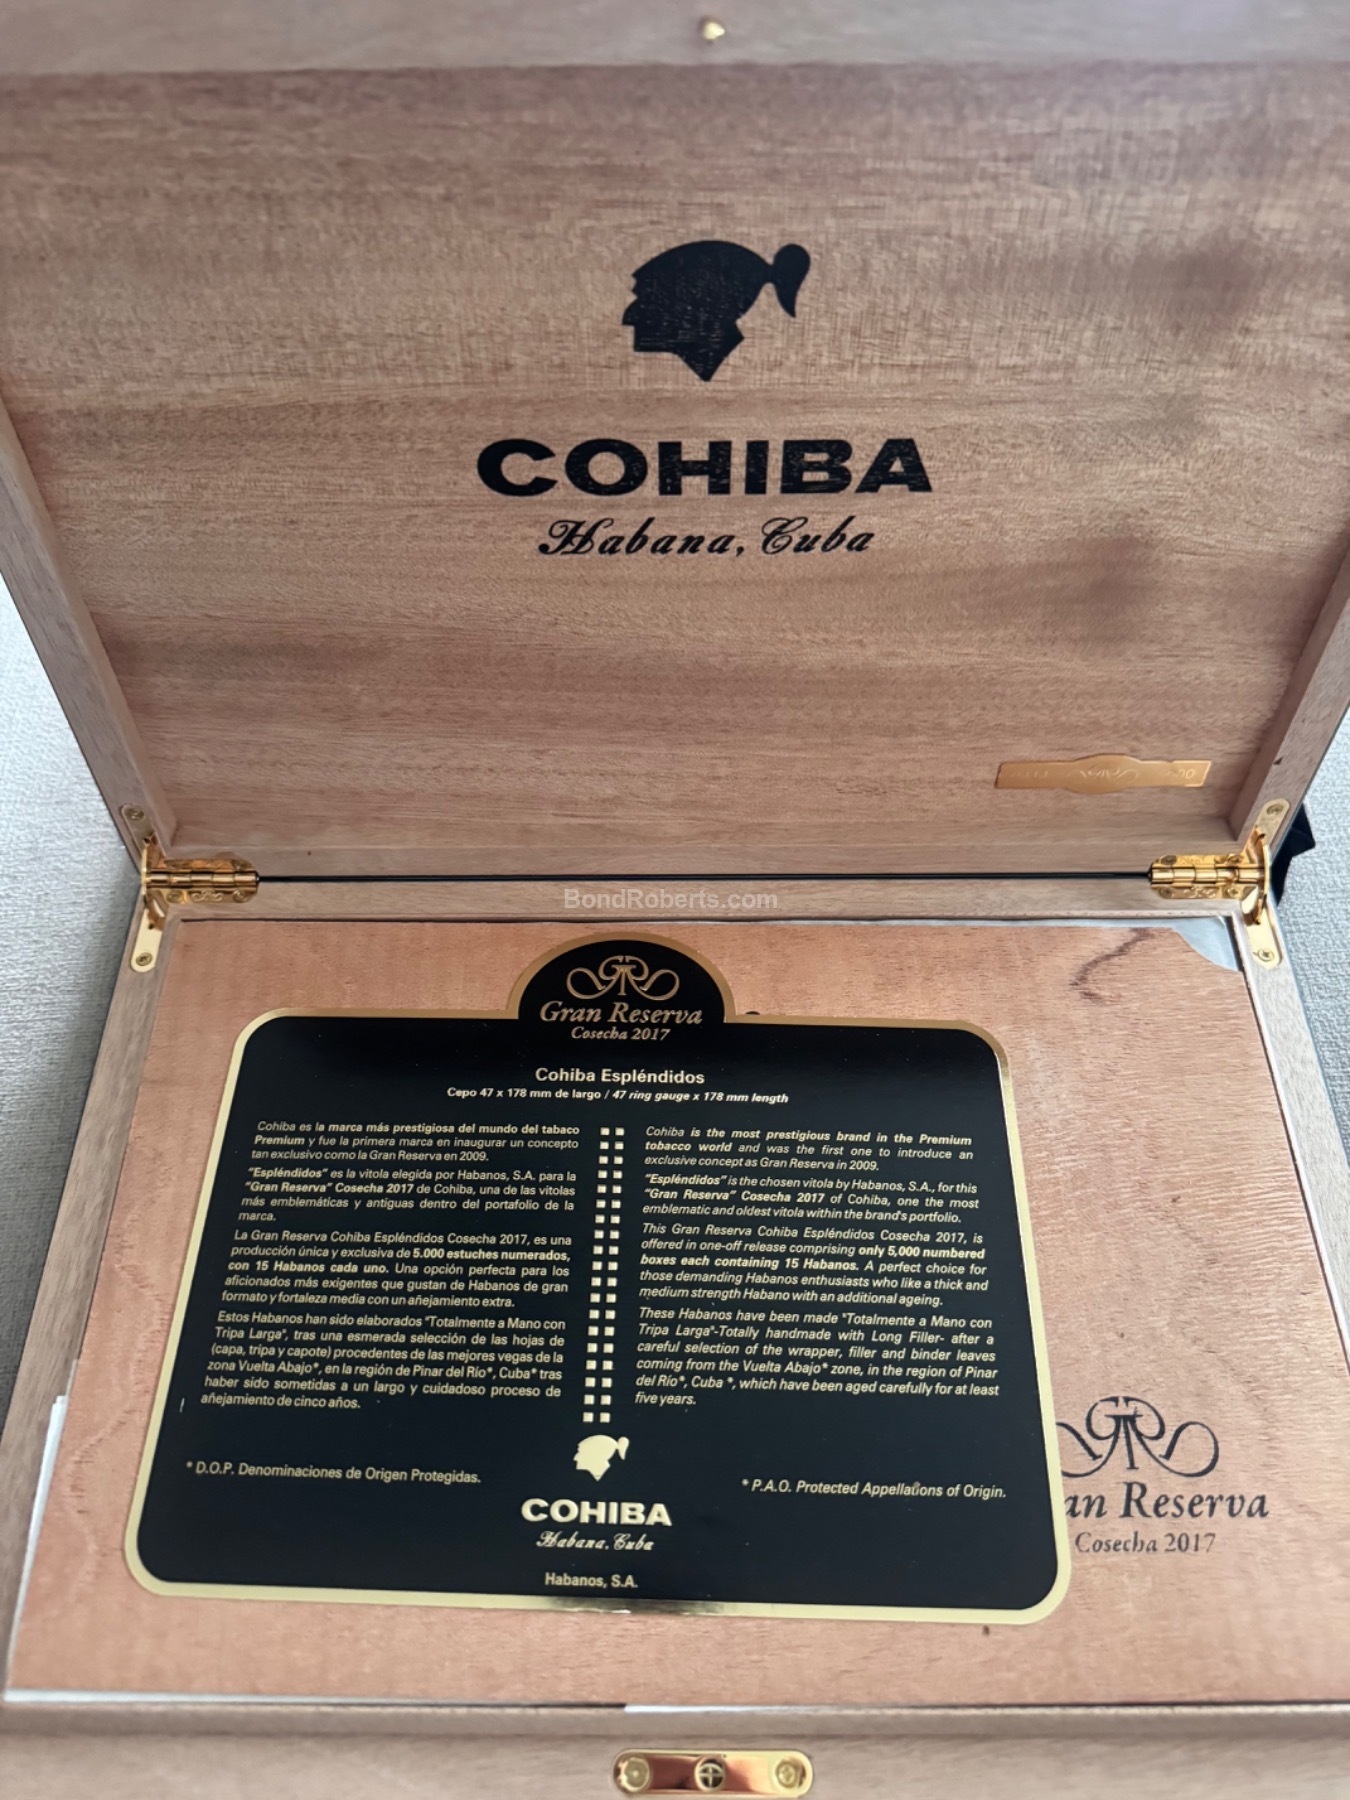 COHIBA
Habana, Cuba
BondRoberts.com
Gran Reserva
Cosecha 2017
Cohiba Espléndidos
Cepo 47 x 178 mm de largo / 47 ring gauge x 178 mm length
Cohiba es la marca más prestigiosa del mundo del tabaco
Premium y fue la primera marca en inaugurar un concepto
tan exclusivo como la Gran Reserva en 2009.
"Espléndidos" es la vitola elegida por Habanos, S.A. para la
"Gran Reserva" Cosecha 2017 de Cohiba, una de las vitolas
más emblemáticas y antiguas dentro del portafolio de la
marca.
La Gran Reserva Cohiba Espléndidos Cosecha 2017, es una
producción única y exclusiva de 5.000 estuches numerados,
con 15 Habanos cada uno. Una opción perfecta para los
aficionados más exigentes que gustan de Habanos de gran
formato y fortaleza media con un añejamiento extra.
Estos Habanos han sido elaborados "Totalmente a Mano con
Tripa Larga", tras una esmerada selección de las hojas de
(capa, tripa y capote) procedentes de las mejores vegas de la
zona Vuelta Abajo*, en la región de Pinar del Río*, Cuba* tras
haber sido sometidas a un largo y cuidadoso proceso de
añejamiento de cinco años.
* D.O.P. Denominaciones de Origen Protegidas.
Cohiba is the most prestigious brand in the Premium
tobacco world and was the first one to introduce an
exclusive concept as Gran Reserva in 2009.
"Espléndidos" is the chosen vitola by Habanos, S.A., for this
"Gran Reserva" Cosecha 2017 of Cohiba, one the most
emblematic and oldest vitola within the brand's portfolio.
This Gran Reserva Cohiba Espléndidos Cosecha 2017, is
offered in one-off release comprising only 5,000 numbered
boxes each containing 15 Habanos. A perfect choice for
those demanding Habanos enthusiasts who like a thick and
medium strength Habano with an additional ageing.
These Habanos have been made "Totalmente a Mano con
Tripa Larga"-Totally handmade with Long Filler- after a
careful selection of the wrapper, filler and binder leaves
coming from the Vuelta Abajo* zone, in the region of Pinar
del Río*, Cuba *, which have been aged carefully for at least
five years.
* P.A.O. Protected Appellations of Origin.
COHIBA
Habana, Cuba
Habanos, S.A.
an Reserva
Cosecha 2017